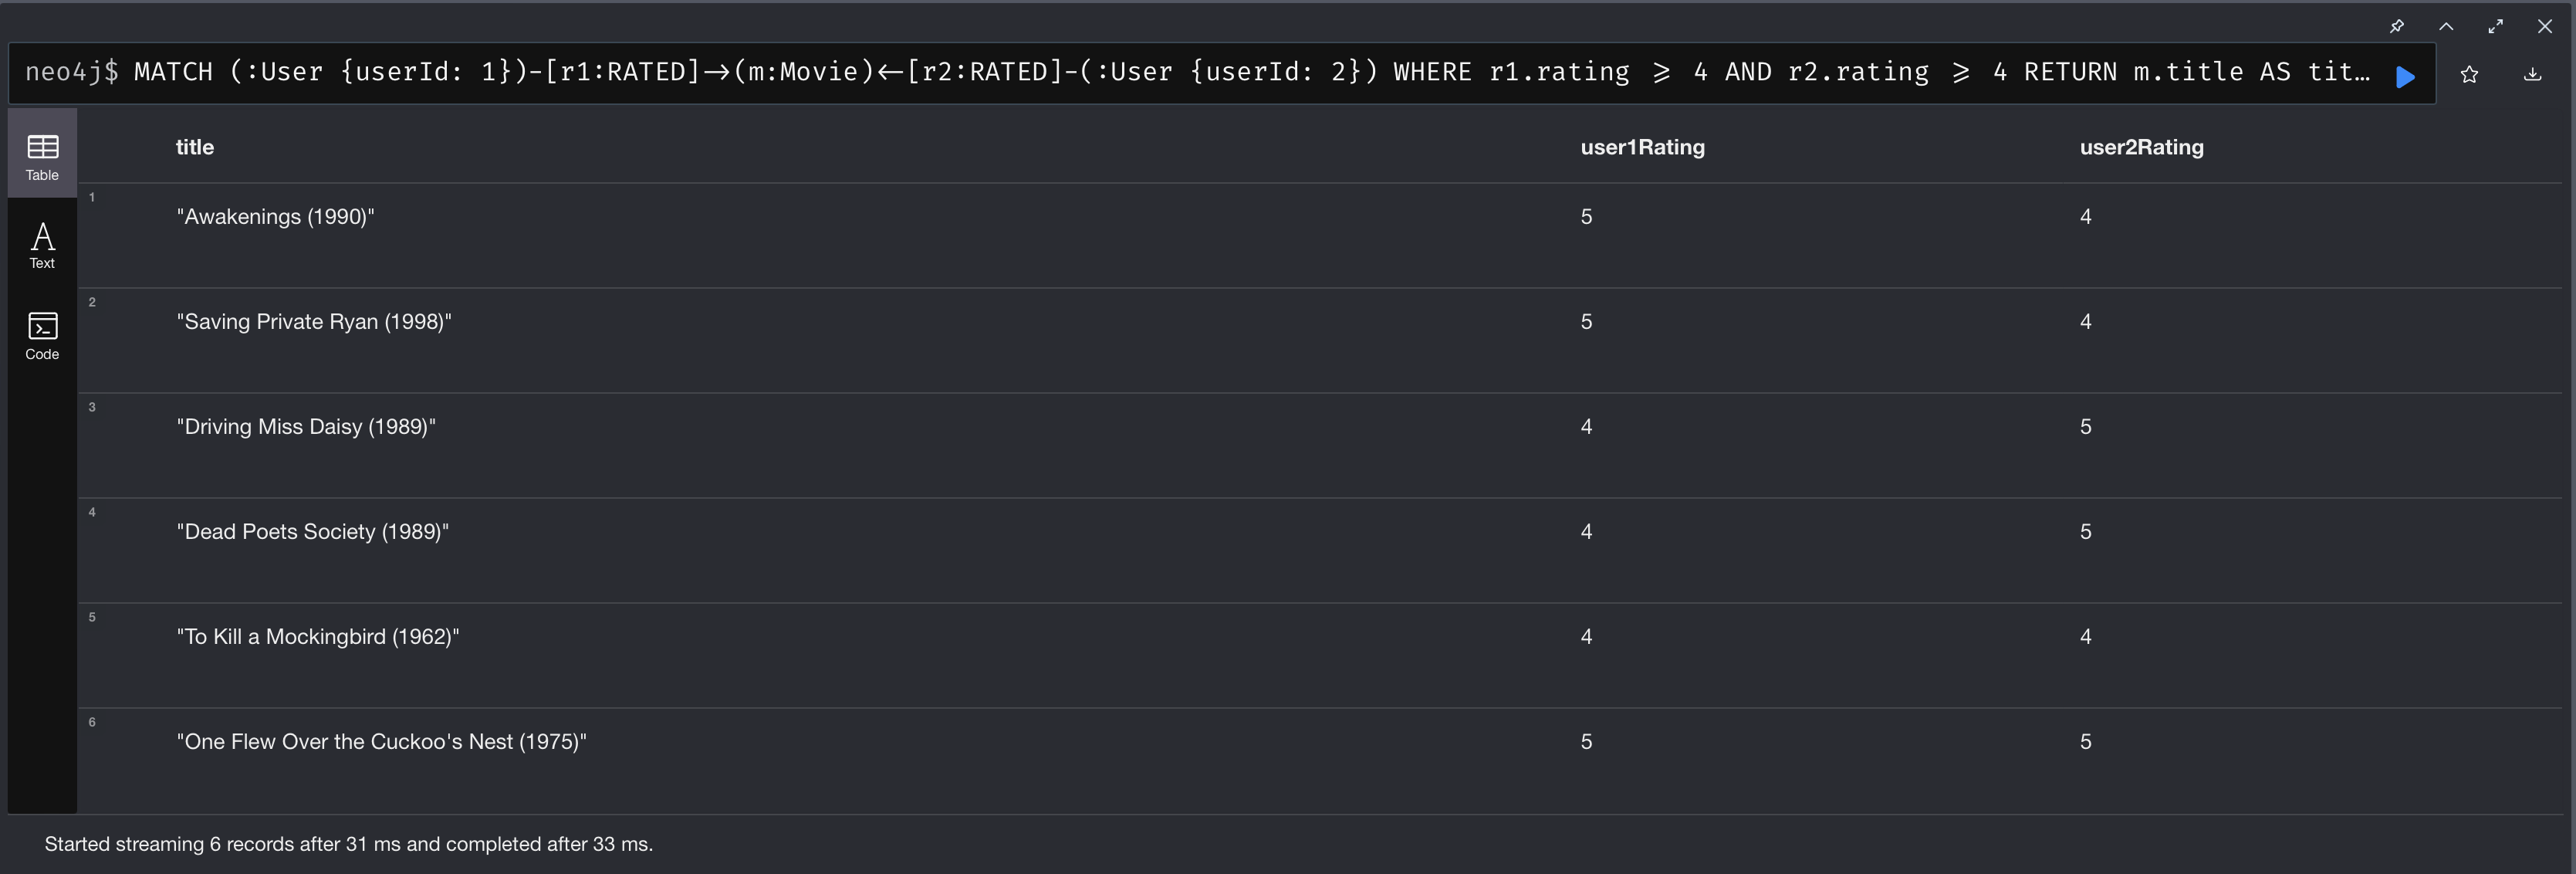 neo4j$ MATCH (:User {userId: 1})-[r1:RATED]→(m:Movie)←[r2:RATED]-(:User {userId: 2}) WHERE r1.rating ⩾ 4 AND r2.rating ⩾ 4 RETURN m.title AS tit…
Table
Text
Code
title user1Rating user2Rating
1 "Awakenings (1990)" 5 4
2 "Saving Private Ryan (1998)" 5 4
3 "Driving Miss Daisy (1989)" 4 5
4 "Dead Poets Society (1989)" 4 5
5 "To Kill a Mockingbird (1962)" 4 4
6 "One Flew Over the Cuckoo's Nest (1975)" 5 5
Started streaming 6 records after 31 ms and completed after 33 ms.